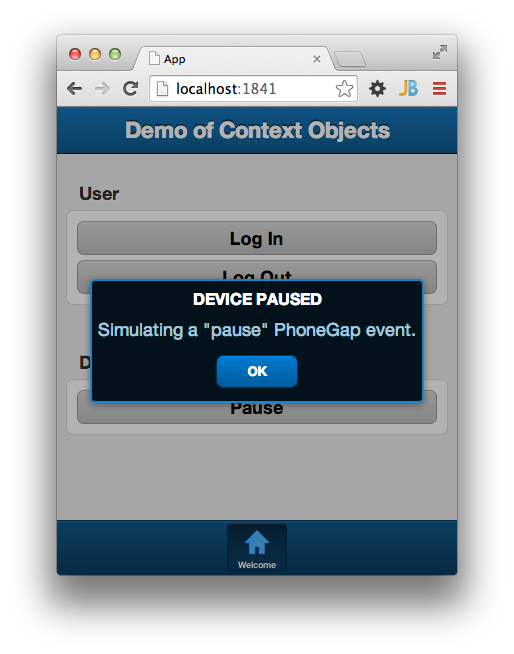 App
localhost:1841
JB
Demo of Context Objects
User
Log In
Log Out
DEVICE PAUSED
Simulating a "pause" PhoneGap event.
OK
D
Pause
Welcome